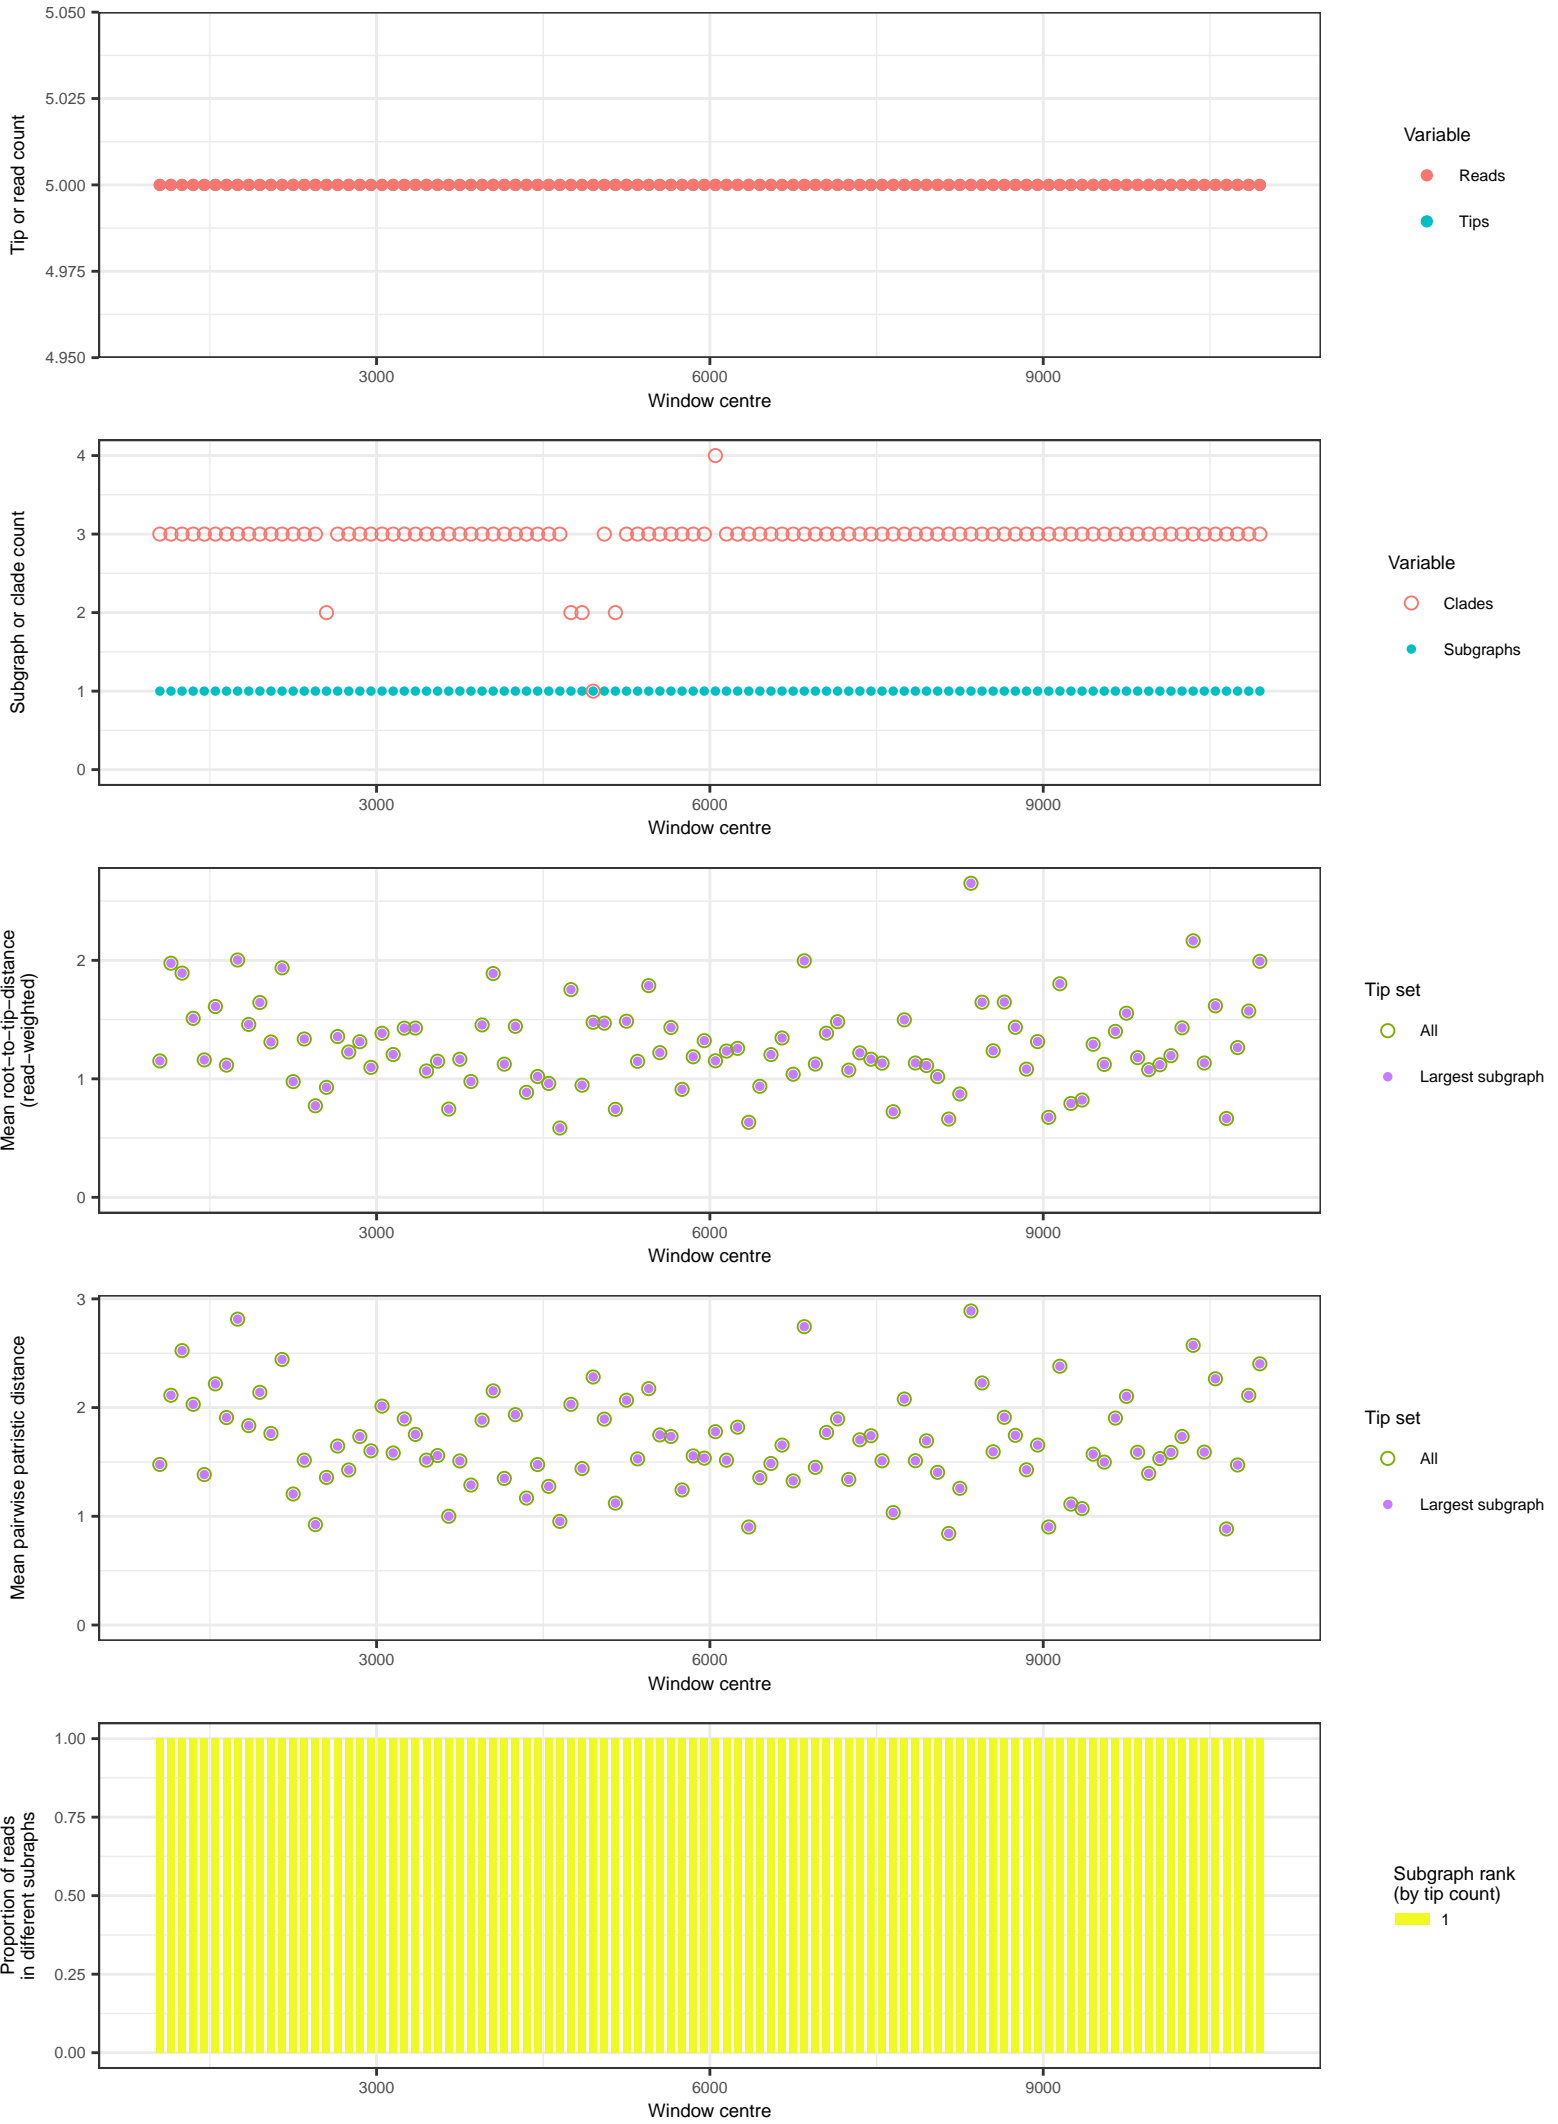 5.050
5.025
5.000
4.975
4.950
Tip or read count
3000
6000
9000
Window centre
Variable
Reads
Tips
4
3
2
1
0
Subgraph or clade count
3000
6000
9000
Window centre
Variable
Clades
Subgraphs
2
1
0
Mean root−to−tip−distance
(read−weighted)
3000
6000
9000
Window centre
Tip set
All
Largest subgraph
3
2
1
0
Mean pairwise patristic distance
3000
6000
9000
Window centre
Tip set
All
Largest subgraph
1.00
0.75
0.50
0.25
0.00
Proportion of reads
in different subraphs
3000
6000
9000
Window centre
Subgraph rank
(by tip count)
1